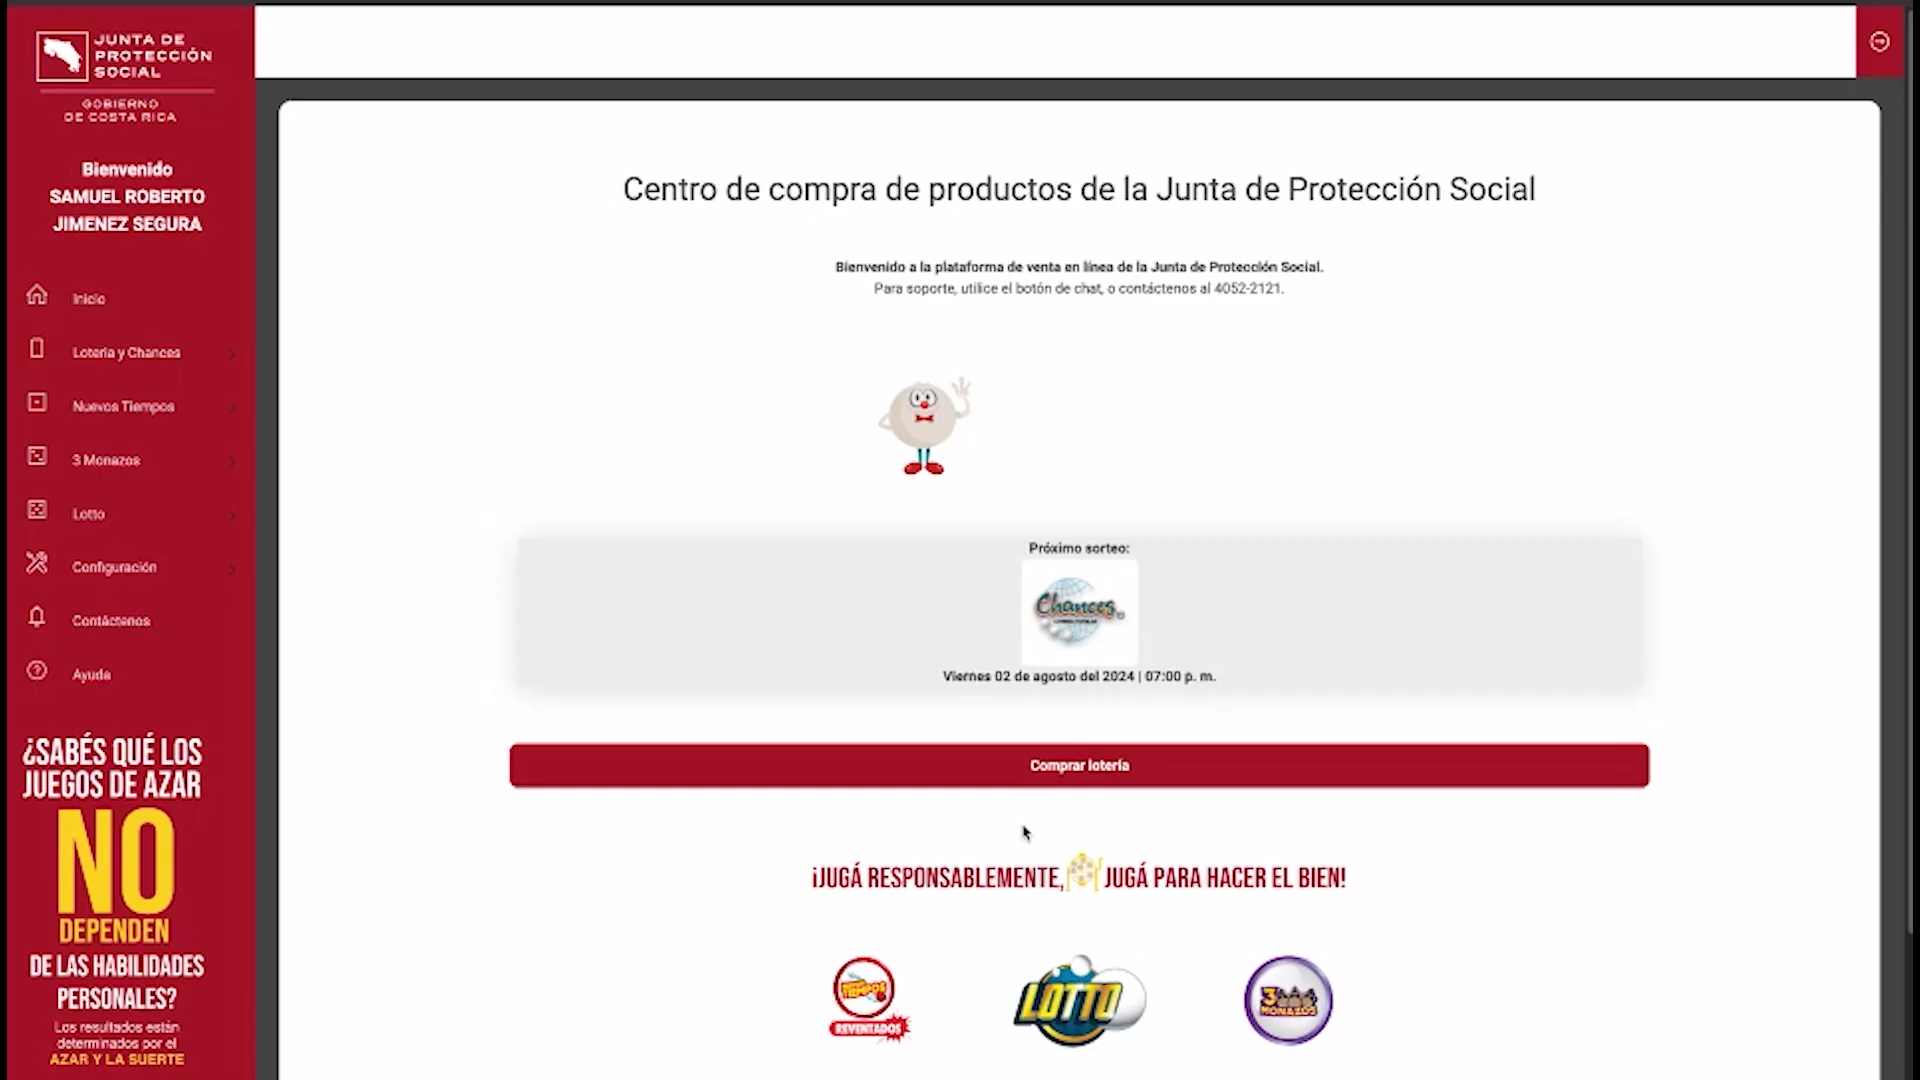 JUNTA DE
PROTECCIÓN
SOCIAL
GOBIERNO
DE COSTA RICA
Bienvenido
SAMUEL ROBERTO
JIMENEZ SEGURA
Inicio
Lotería y Chances
Nuevos Tiempos
3 Monazos
Lotto
Configuración
Contáctenos
Ayuda
¿SABÉS QUÉ LOS
JUEGOS DE AZAR
NO
DEPENDEN
DE LAS HABILIDADES
PERSONALES?
Los resultados están
determinados por el
AZAR Y LA SUERTE
Centro de compra de productos de la Junta de Protección Social
Bienvenido a la plataforma de venta en línea de la Junta de Protección Social.
Para soporte, utilice el botón de chat, o contáctenos al 4052-2121.
Próximo sorteo:
Chances
Viernes 02 de agosto del 2024 | 07:00 p. m.
Comprar lotería
¡JUGÁ RESPONSABLEMENTE, JUGÁ PARA HACER EL BIEN!
TIEMPOS
REVENTADOS
LOTTO
3
MONAZOS